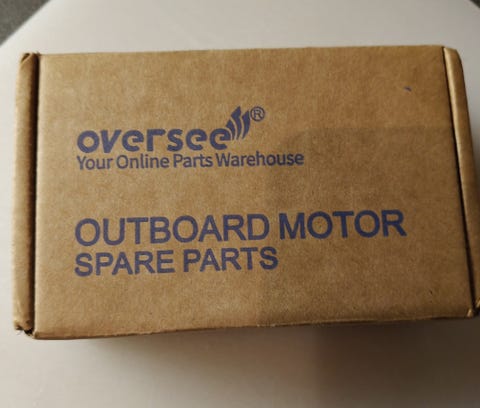 oversee®
Your Online Parts Warehouse
OUTBOARD MOTOR
SPARE PARTS